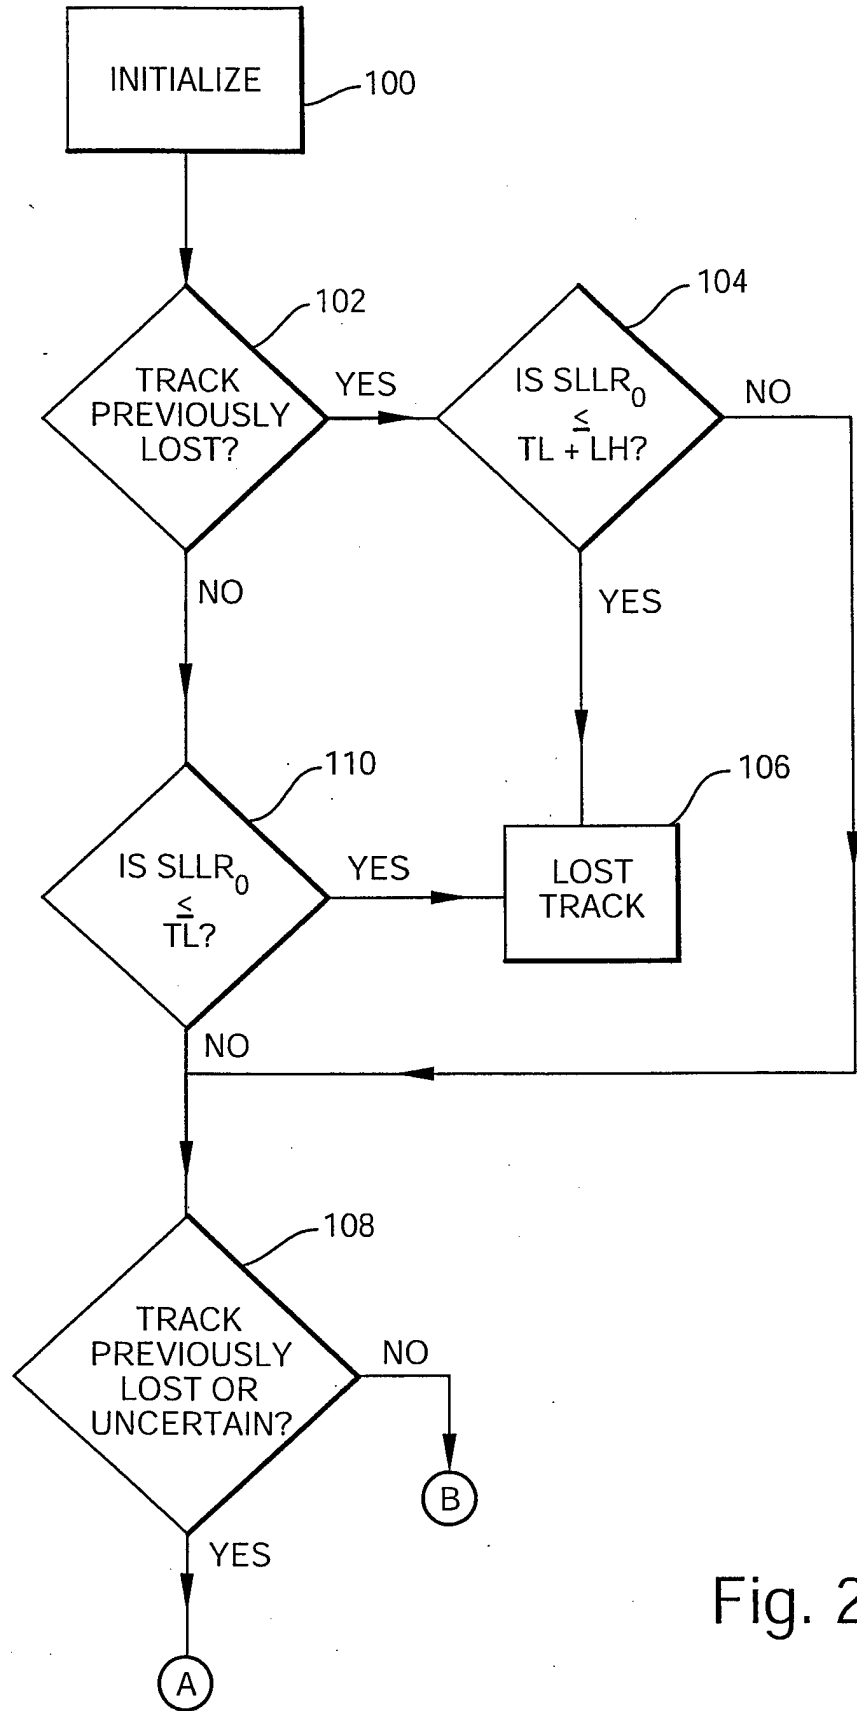 INITIALIZE
100
102
104
TRACK
PREVIOUSLY
LOST?
YES
IS SLLR₀
≤
TL + LH?
NO
NO
YES
110
106
IS SLLR₀
≤
TL?
YES
LOST
TRACK
NO
108
TRACK
PREVIOUSLY
LOST OR
UNCERTAIN?
NO
B
YES
A
Fig. 2